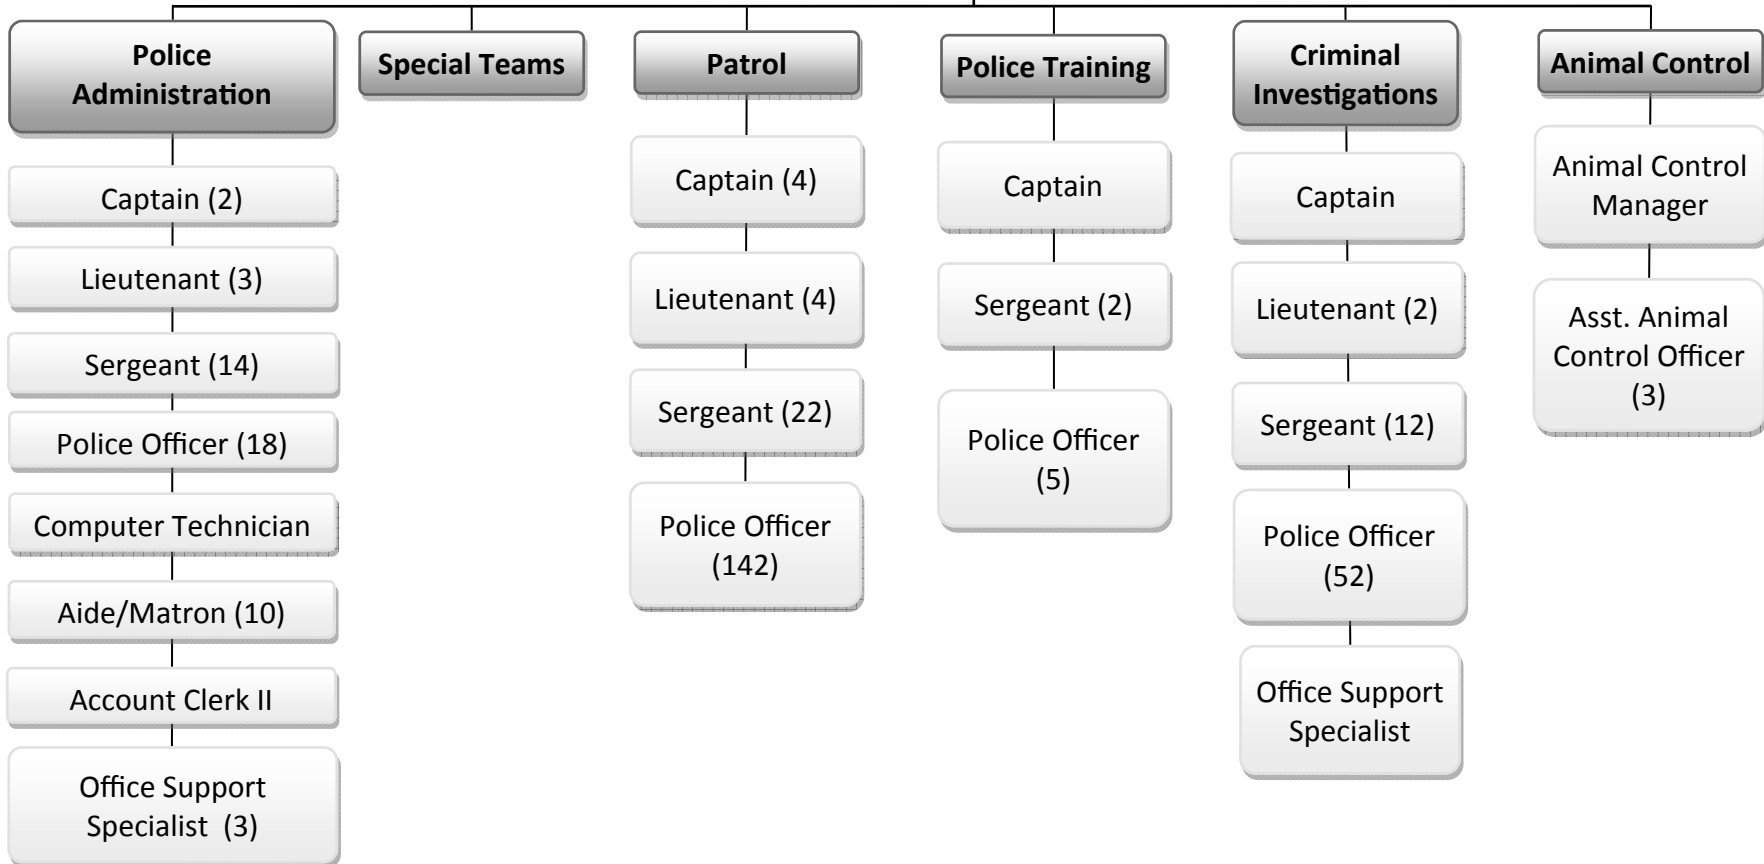 Police
Administration
Captain (2)
Lieutenant (3)
Sergeant (14)
Police Officer (18)
Computer Technician
Aide/Matron (10)
Account Clerk II
Office Support
Specialist (3)
Special Teams
Patrol
Captain (4)
Lieutenant (4)
Sergeant (22)
Police Officer
(142)
Police Training
Captain
Sergeant (2)
Police Officer
(5)
Criminal
Investigations
Captain
Lieutenant (2)
Sergeant (12)
Police Officer
(52)
Office Support
Specialist
Animal Control
Animal Control
Manager
Asst. Animal
Control Officer
(3)